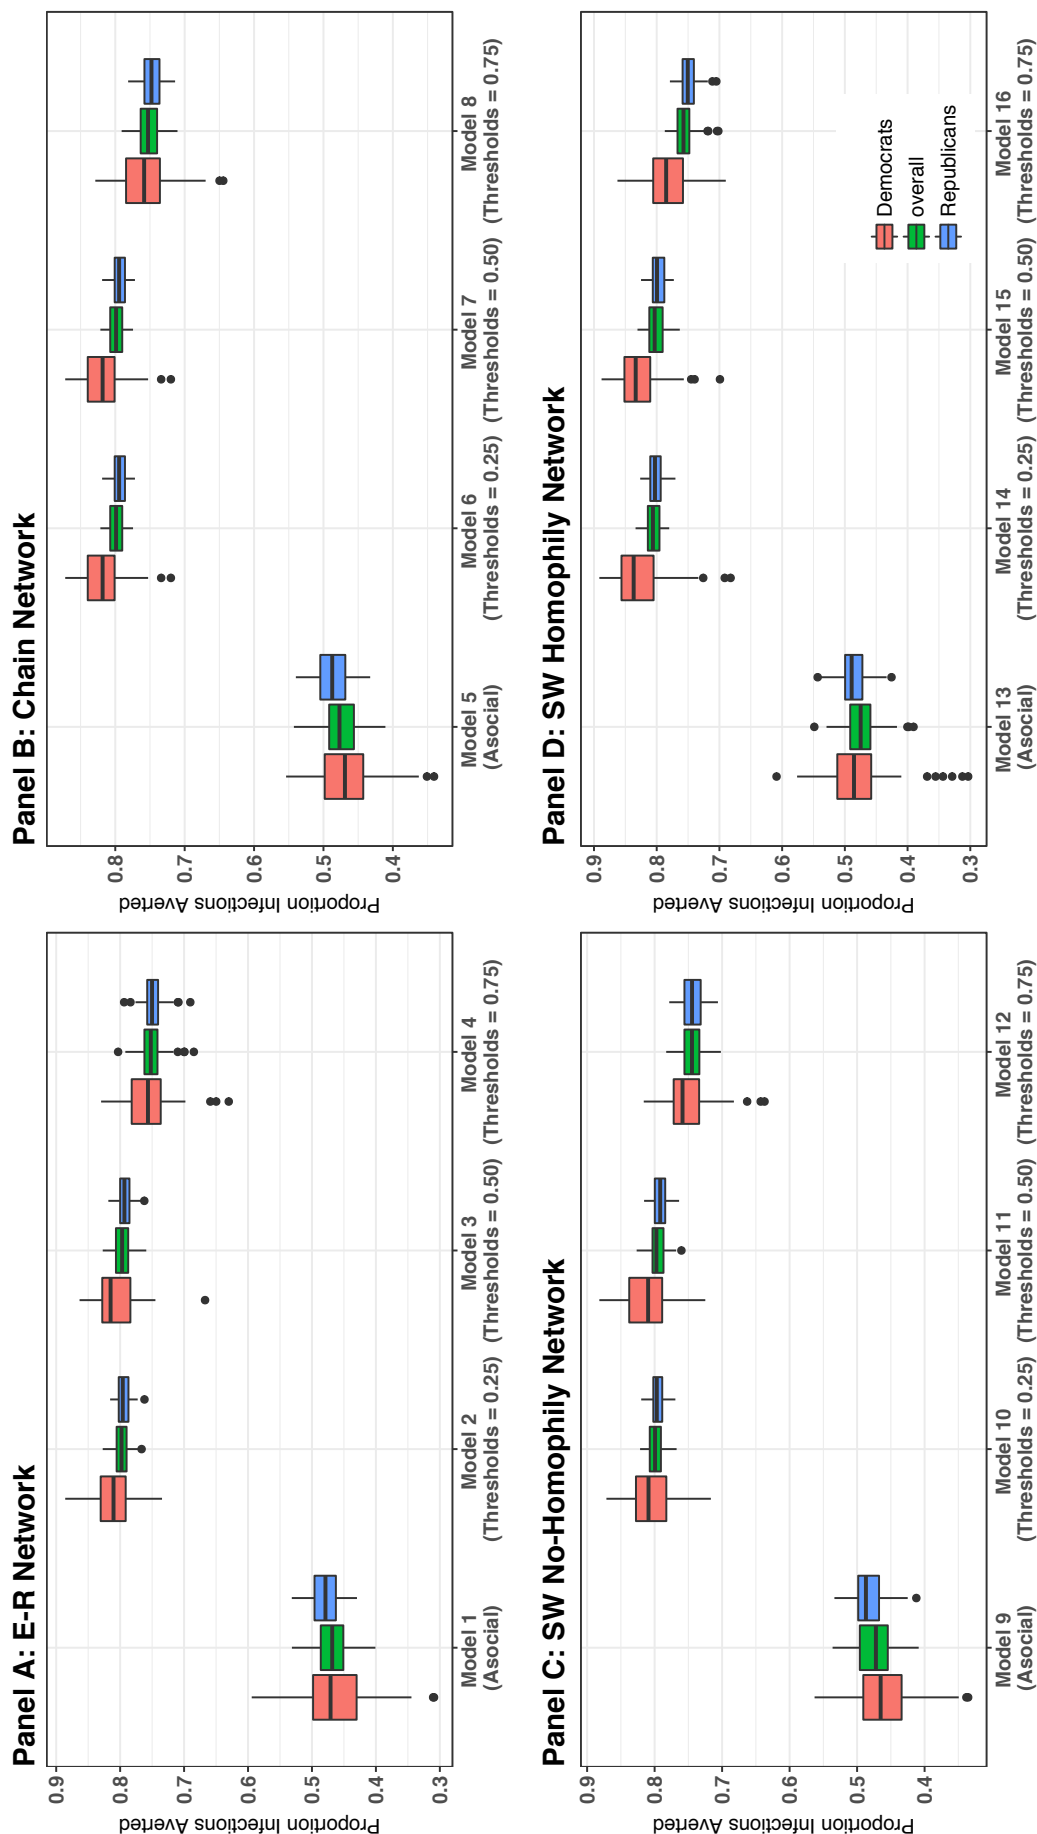 Panel A: E-R Network
Proportion Infections Averted
0.9
0.8
0.7
0.6
0.5
0.4
0.3
Model 1
(Asocial)
Model 2
(Thresholds = 0.25)
Model 3
(Thresholds = 0.50)
Model 4
(Thresholds = 0.75)
Panel B: Chain Network
Proportion Infections Averted
0.8
0.7
0.6
0.5
0.4
Model 5
(Asocial)
Model 6
(Thresholds = 0.25)
Model 7
(Thresholds = 0.50)
Model 8
(Thresholds = 0.75)
Panel C: SW No-Homophily Network
Proportion Infections Averted
0.9
0.8
0.7
0.6
0.5
0.4
Model 9
(Asocial)
Model 10
(Thresholds = 0.25)
Model 11
(Thresholds = 0.50)
Model 12
(Thresholds = 0.75)
Panel D: SW Homophily Network
Proportion Infections Averted
0.9
0.8
0.7
0.6
0.5
0.4
0.3
Model 13
(Asocial)
Model 14
(Thresholds = 0.25)
Model 15
(Thresholds = 0.50)
Model 16
(Thresholds = 0.75)
Democrats
overall
Republicans